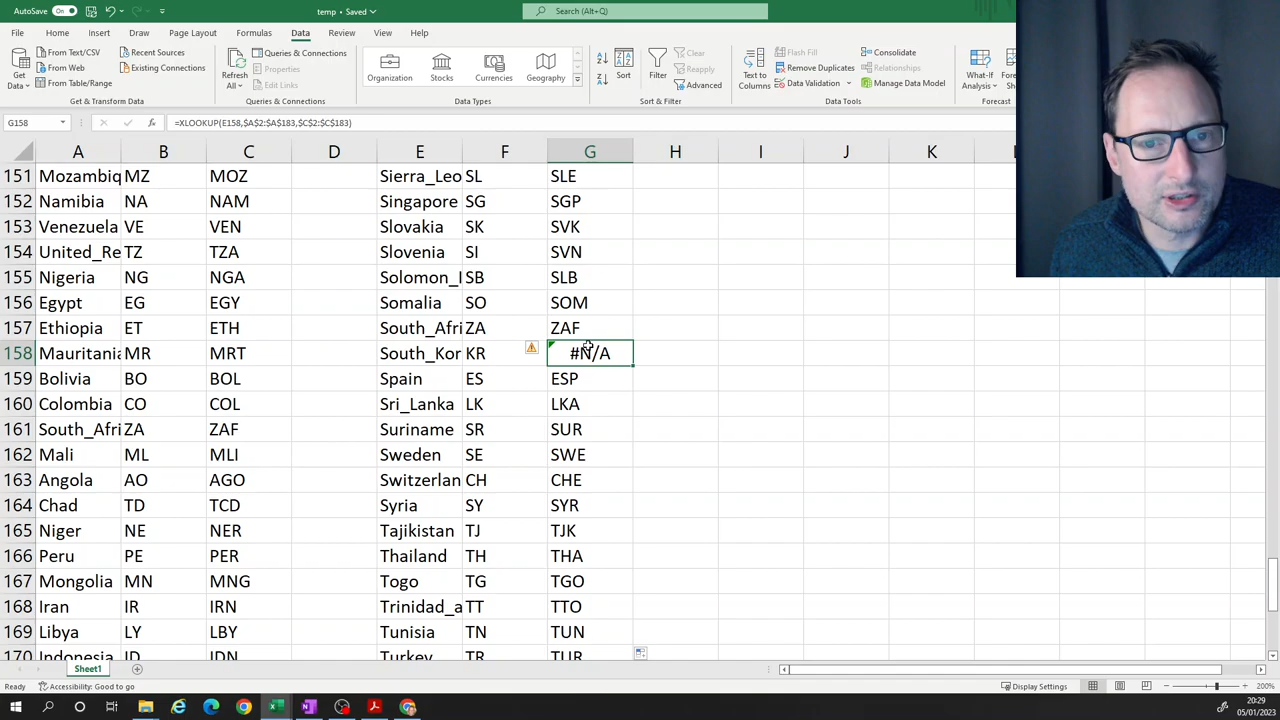 AutoSave On temp • Saved Search (Alt+Q)
File Home Insert Draw Page Layout Formulas Data Review View Help
Get Data From Text/CSV Recent Sources
From Web Existing Connections
From Table/Range
Refresh All Queries & Connections
Properties
Edit Links
Organization Stocks Currencies Geography
Sort Filter Clear
Reapply
Advanced
Text to Columns Flash Fill Consolidate
Remove Duplicates Relationships
Data Validation Manage Data Model
What-If Analysis
Get & Transform Data Queries & Connections Data Types Sort & Filter Data Tools
G158 fx =XLOOKUP(E158,$A$2:$A$183,$C$2:$C$183)
A B C D E F G H I J K
151 Mozambiq MZ MOZ Sierra_Leo SL SLE
152 Namibia NA NAM Singapore SG SGP
153 Venezuela VE VEN Slovakia SK SVK
154 United_Re TZ TZA Slovenia SI SVN
155 Nigeria NG NGA Solomon_I SB SLB
156 Egypt EG EGY Somalia SO SOM
157 Ethiopia ET ETH South_Afri ZA ZAF
158 Mauritania MR MRT South_Kor KR #N/A
159 Bolivia BO BOL Spain ES ESP
160 Colombia CO COL Sri_Lanka LK LKA
161 South_Afri ZA ZAF Suriname SR SUR
162 Mali ML MLI Sweden SE SWE
163 Angola AO AGO Switzerlan CH CHE
164 Chad TD TCD Syria SY SYR
165 Niger NE NER Tajikistan TJ TJK
166 Peru PE PER Thailand TH THA
167 Mongolia MN MNG Togo TG TGO
168 Iran IR IRN Trinidad_a TT TTO
169 Libya LY LBY Tunisia TN TUN
170 Indonesia ID IDN Turkey TR TUR
Sheet1
Ready Accessibility: Good to go Display Settings 200%
20:29
05/01/2023